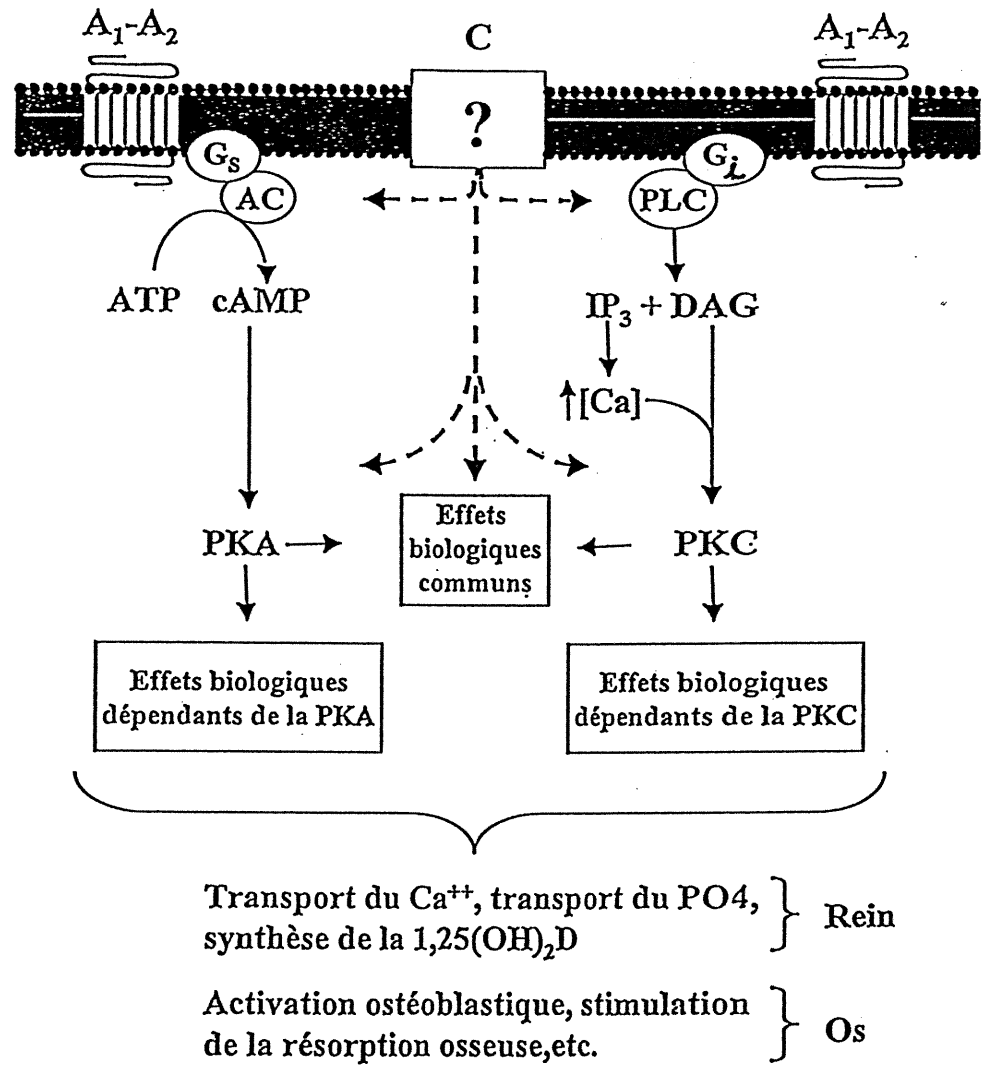 A₁-A₂
C
A₁-A₂
?
Gs
Gi
AC
PLC
ATP cAMP
IP₃ + DAG
↑[Ca]
PKA
Effets
biologiques
communs
PKC
Effets biologiques
dépendants de la PKA
Effets biologiques
dépendants de la PKC
Transport du Ca⁺⁺, transport du PO4,
synthèse de la 1,25(OH)₂D
Rein
Activation ostéoblastique, stimulation
de la résorption osseuse,etc.
Os